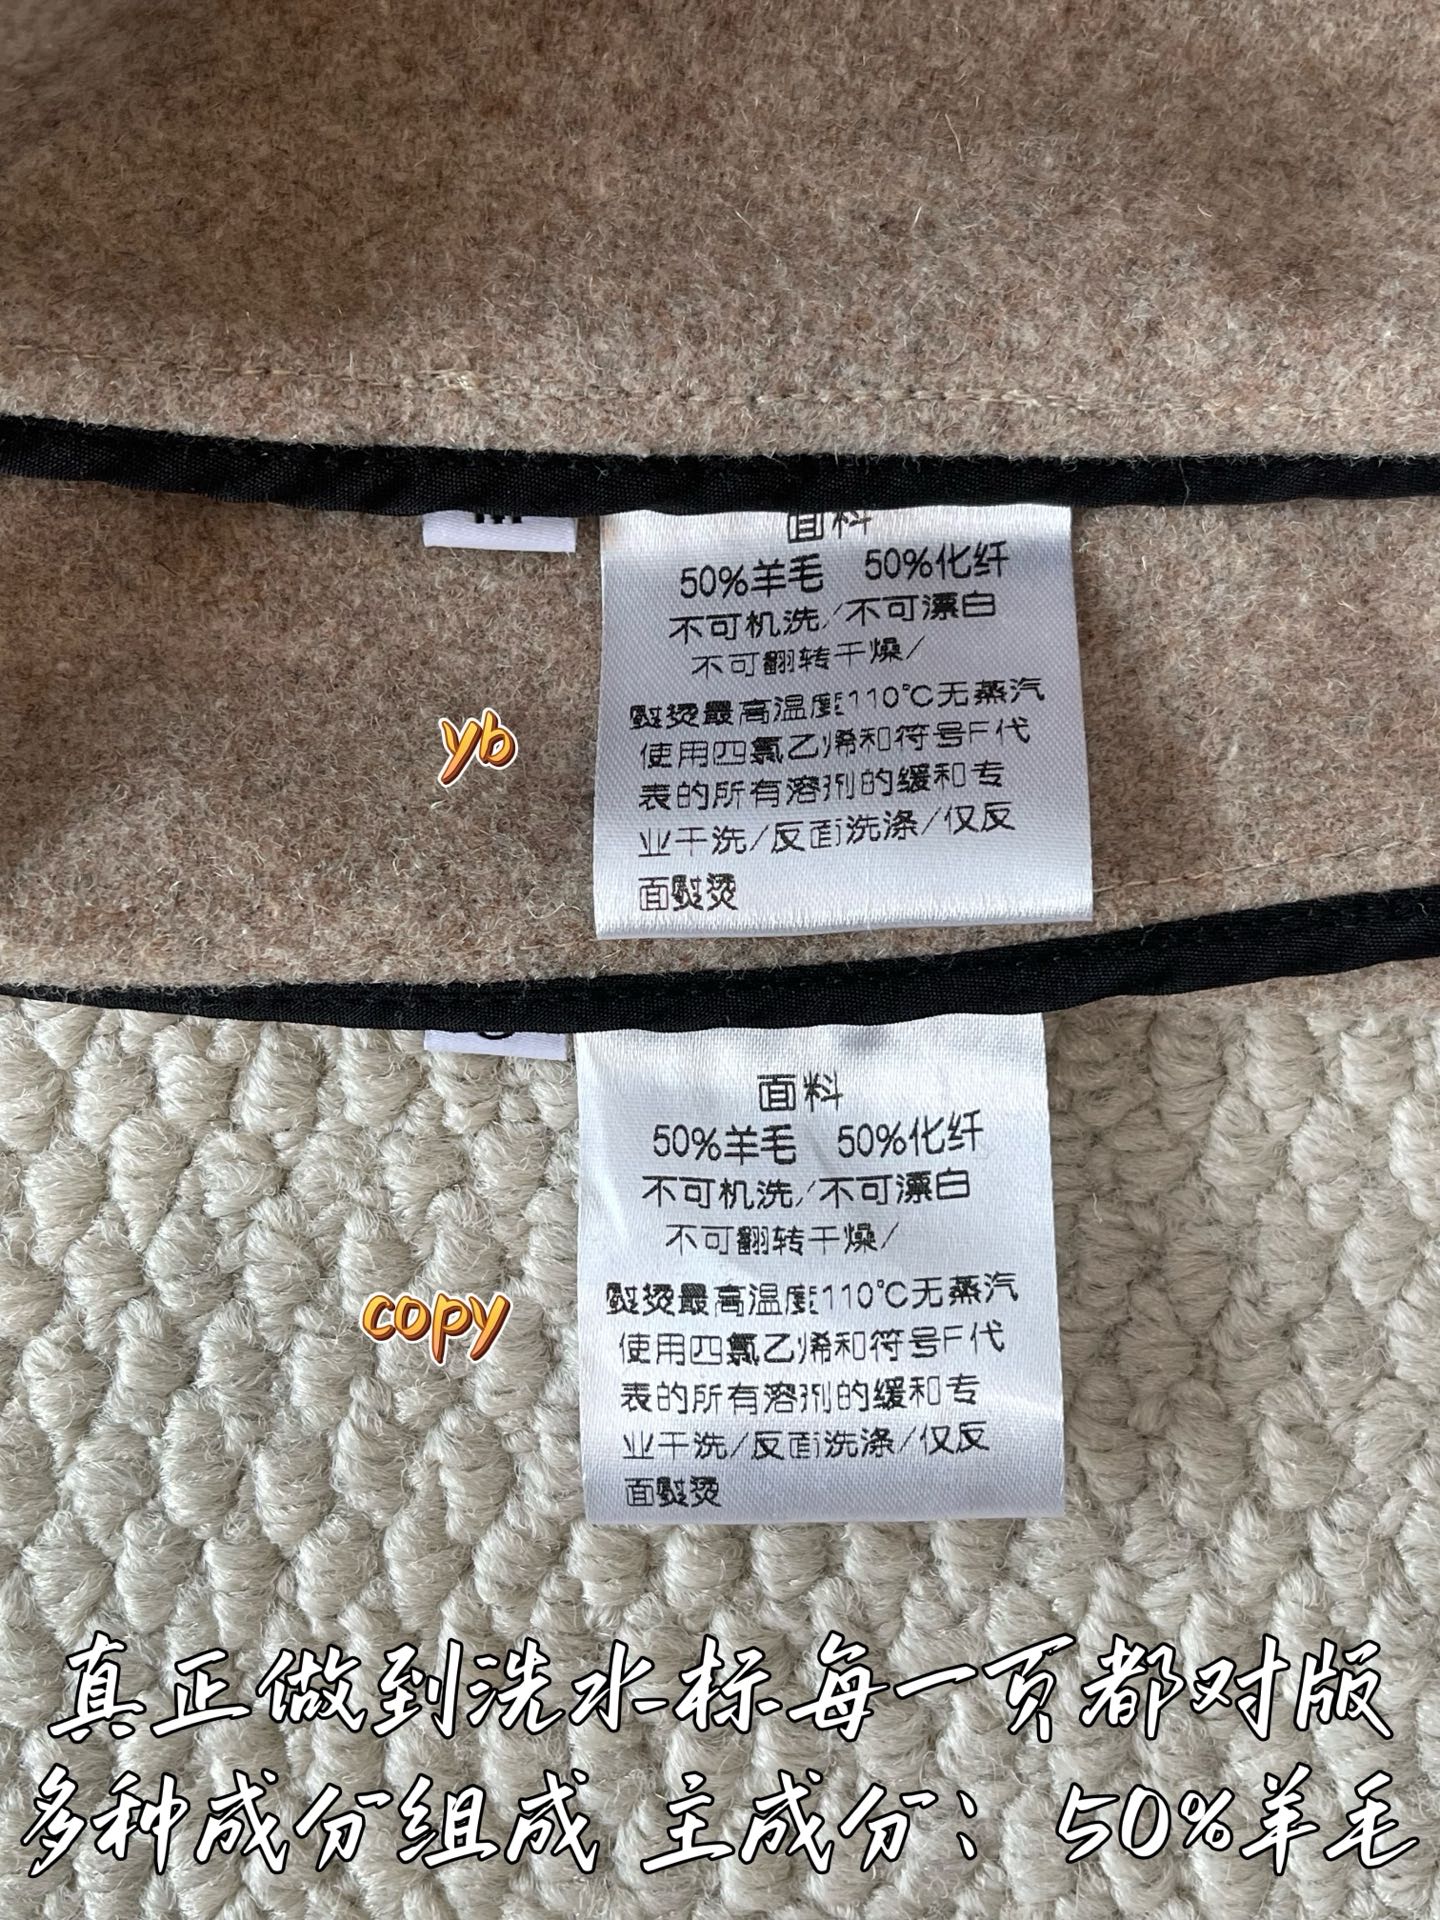 面料
50%羊毛 50%化纤
不可机洗/不可漂白
不可翻转干燥/
熨烫最高温度110℃无蒸汽
使用四氯乙烯和符号F代
表的所有溶剂的缓和专
业干洗/反面洗涤/仅反
面熨烫
yb
面料
50%羊毛 50%化纤
不可机洗/不可漂白
不可翻转干燥/
熨烫最高温度110℃无蒸汽
使用四氯乙烯和符号F代
表的所有溶剂的缓和专
业干洗/反面洗涤/仅反
面熨烫
copy
真正做到洗水标每一页都对版
多种成分组成 主成分：50%羊毛